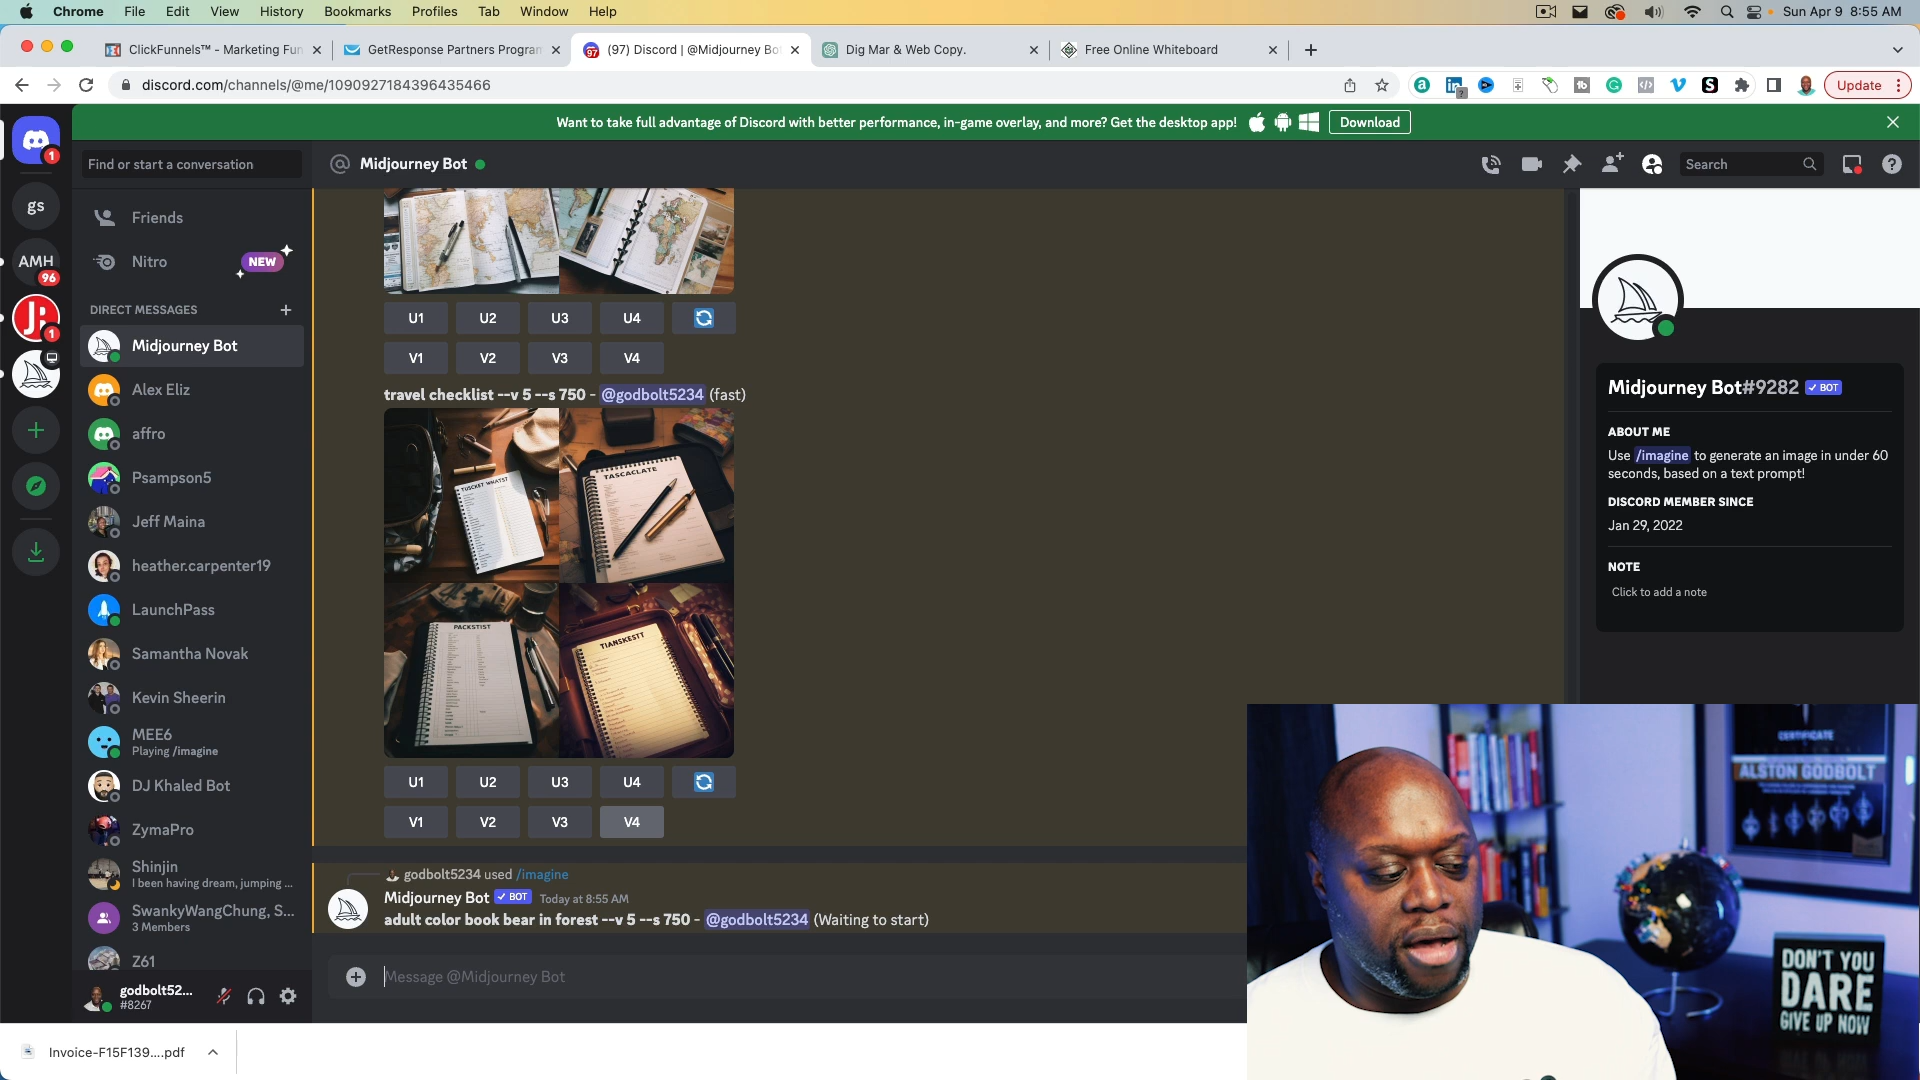 Chrome File Edit View History Bookmarks Profiles Tab Window Help
Sun Apr 9 8:55 AM
ClickFunnels™ - Marketing Fun
GetResponse Partners Program
(97) Discord | @Midjourney Bo
Dig Mar & Web Copy.
Free Online Whiteboard
discord.com/channels/@me/1090927184396435466
Update
Want to take full advantage of Discord with better performance, in-game overlay, and more? Get the desktop app!
Download
Find or start a conversation
Midjourney Bot
Search
1
gs
AMH
96
1
Friends
Nitro
NEW
DIRECT MESSAGES
Midjourney Bot
Alex Eliz
affro
Psampson5
Jeff Maina
heather.carpenter19
LaunchPass
Samantha Novak
Kevin Sheerin
MEE6
Playing /imagine
DJ Khaled Bot
ZymaPro
Shinjin
I been having dream, jumping ...
SwankyWangChung, S...
3 Members
Z61
godbolt52...
#8267
U1 U2 U3 U4
V1 V2 V3 V4
travel checklist --v 5 --s 750 - @godbolt5234 (fast)
TUSCKET WHATST
TASCACLATE
PACKSTIST
TIANSKESTT
U1 U2 U3 U4
V1 V2 V3 V4
godbolt5234 used /imagine
Midjourney Bot BOT Today at 8:55 AM
adult color book bear in forest --v 5 --s 750 - @godbolt5234 (Waiting to start)
Message @Midjourney Bot
Midjourney Bot#9282 BOT
ABOUT ME
Use /imagine to generate an image in under 60
seconds, based on a text prompt!
DISCORD MEMBER SINCE
Jan 29, 2022
NOTE
Click to add a note
CERTIFICATE
ALSTON GODBOLT
DON'T YOU
DARE
GIVE UP NOW
Invoice-F15F139....pdf